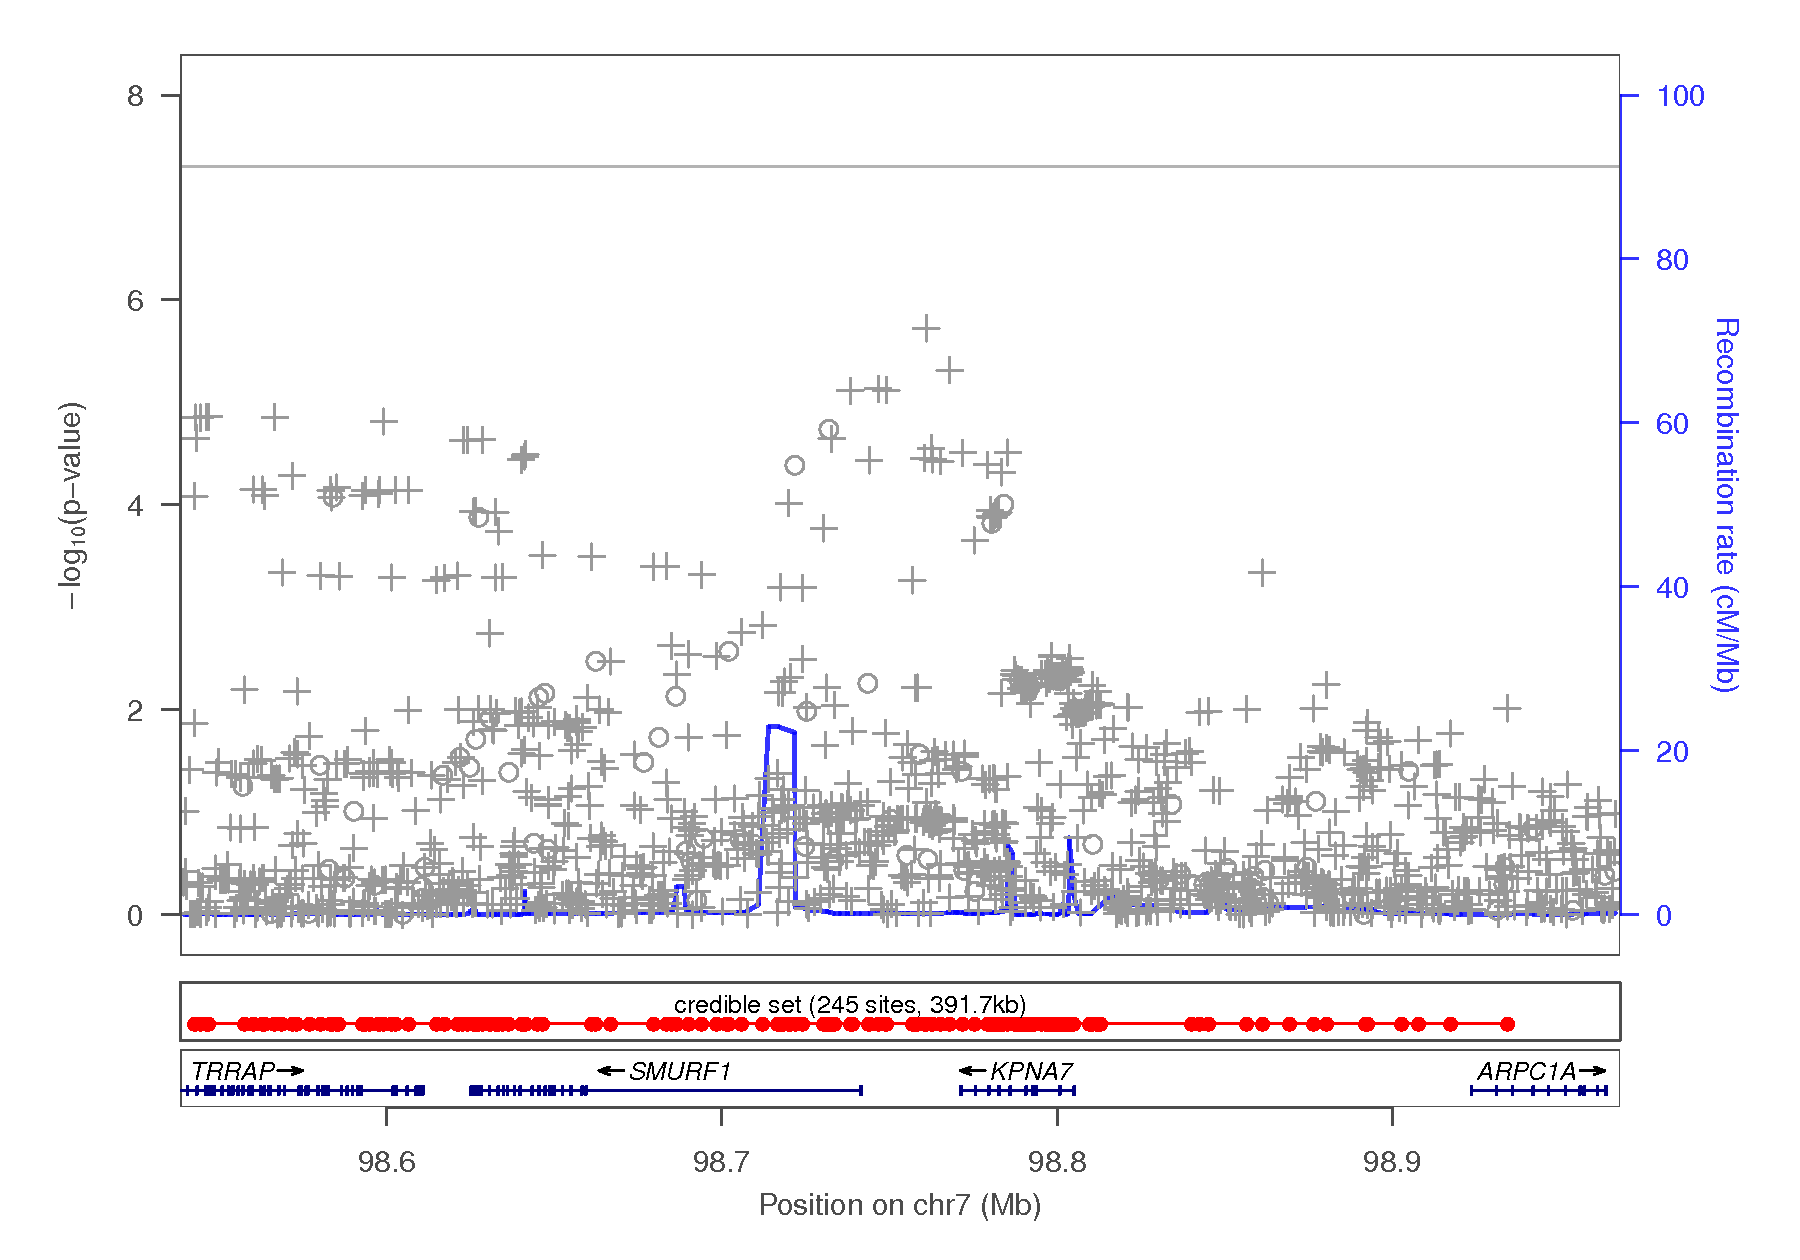 8
6
4
2
0
−log10(p−value)
100
80
60
40
20
0
Recombination rate (cM/Mb)
credible set (245 sites, 391.7kb)
TRRAP
SMURF1
KPNA7
ARPC1A
98.6
98.7
98.8
98.9
Position on chr7 (Mb)